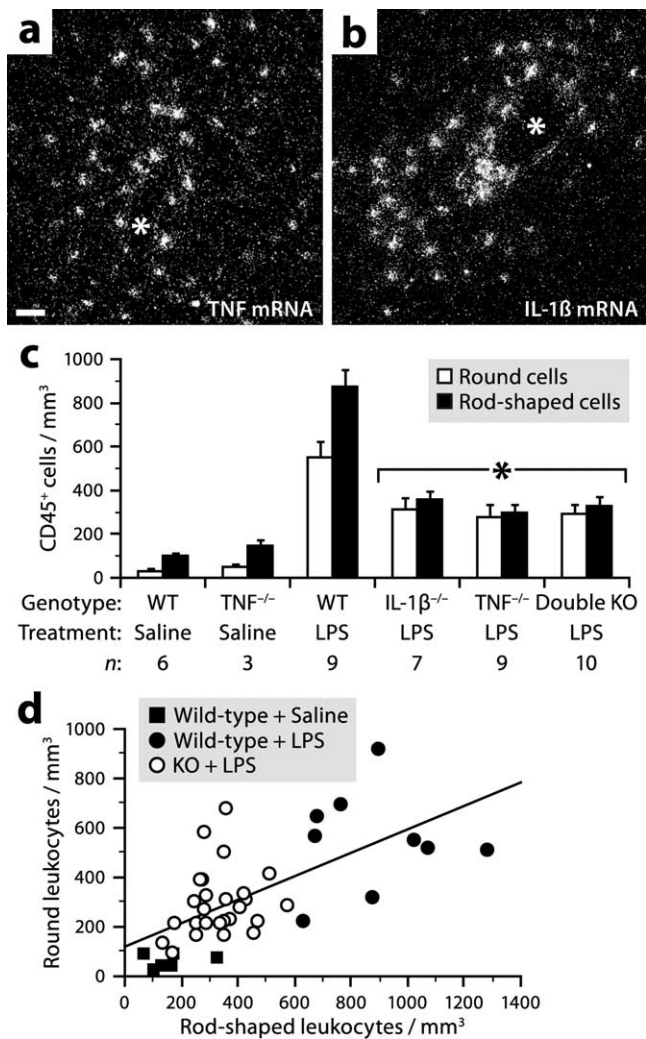 a
b
*
*
TNF mRNA
IL-1ß mRNA
c
1000
800
600
400
200
0
CD45⁺ cells / mm³
Round cells
Rod-shaped cells
*
Genotype: WT TNF⁻/⁻ WT IL-1β⁻/⁻ TNF⁻/⁻ Double KO
Treatment: Saline Saline LPS LPS LPS LPS
n: 6 3 9 7 9 10
d
Wild-type + Saline
Wild-type + LPS
KO + LPS
1000
800
600
400
200
0
Round leukocytes / mm³
0 200 400 600 800 1000 1200 1400
Rod-shaped leukocytes / mm³